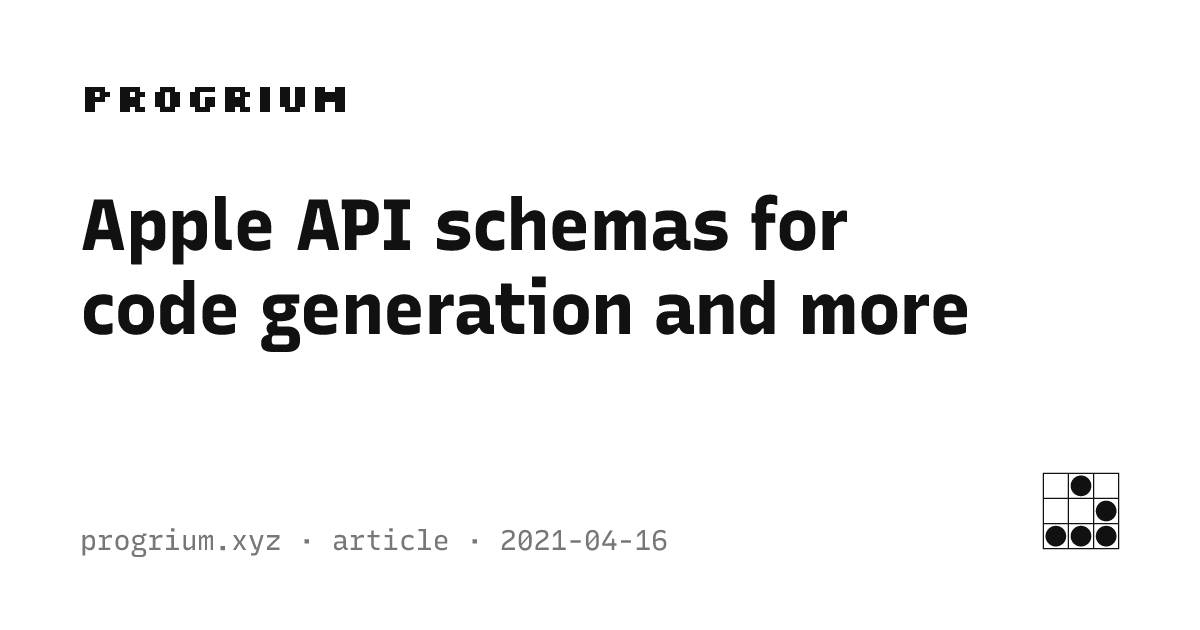 PROGRIUM
Apple API schemas for
code generation and more
progrium.xyz · article · 2021-04-16